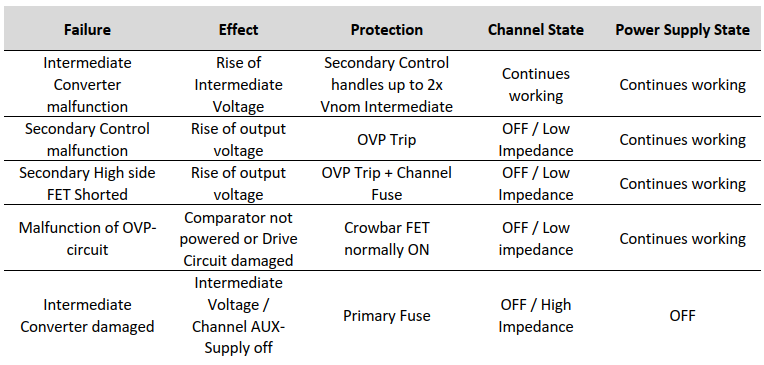 Failure Effect Protection Channel State Power Supply State
Intermediate
Converter
malfunction
Rise of
Intermediate
Voltage
Secondary Control
handles up to 2x
Vnom Intermediate
Continues
working
Continues working
Secondary Control
malfunction
Rise of output
voltage
OVP Trip
OFF / Low
Impedance
Continues working
Secondary High side
FET Shorted
Rise of output
voltage
OVP Trip + Channel
Fuse
OFF / Low
Impedance
Continues working
Malfunction of OVP-
circuit
Comparator not
powered or Drive
Circuit damaged
Crowbar FET
normally ON
OFF / Low
impedance
Continues working
Intermediate
Converter damaged
Intermediate
Voltage /
Channel AUX-
Supply off
Primary Fuse
OFF / High
Impedance
OFF